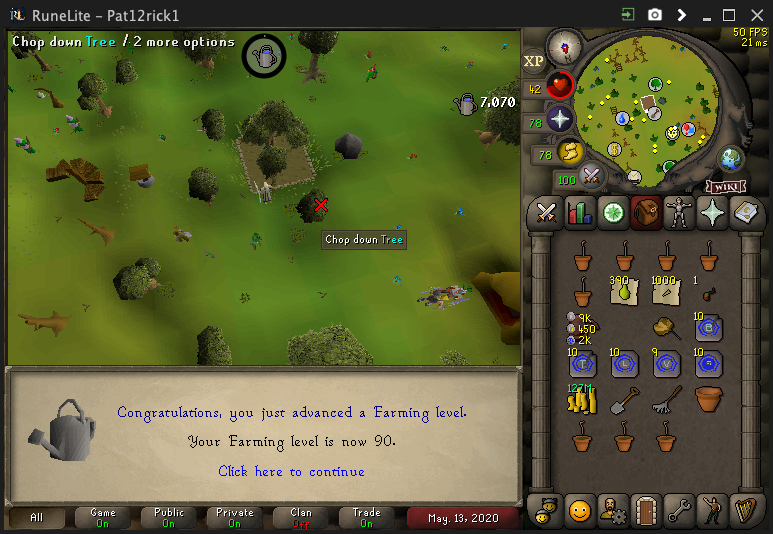 RuneLite - Pat12rick1
Chop down Tree / 2 more options
50 FPS
21 ms
XP
7,070
42
78
78
100
WIKI
Chop down Tree
390
1000
1
9K
450
2K
10
10
10
9
10
127M
Congratulations, you just advanced a Farming level.
Your Farming level is now 90.
Click here to continue
All
Game
On
Public
On
Private
On
Clan
Off
Trade
On
May. 13, 2020